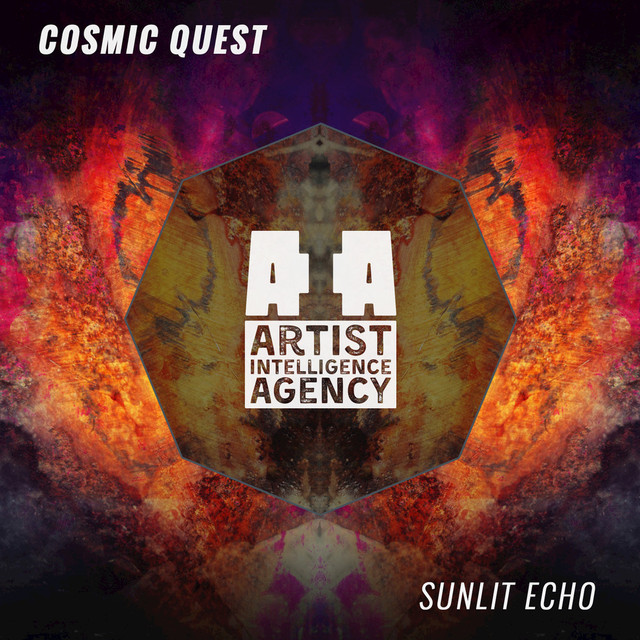 COSMIC QUEST
A-A
ARTIST
INTELLIGENCE
AGENCY
SUNLIT ECHO